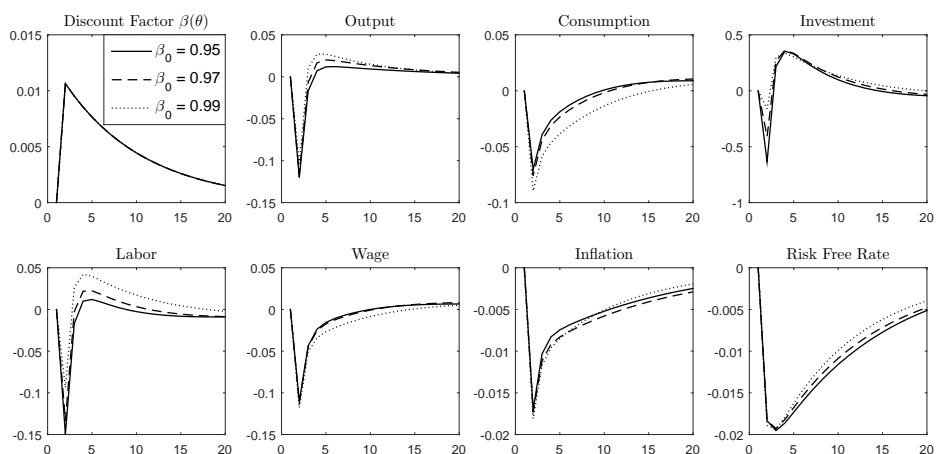 Discount Factor β(θ)
0.015
0.01
0.005
0
0 5 10 15 20
β0 = 0.95
β0 = 0.97
β0 = 0.99
Output
0.05
0
-0.05
-0.1
-0.15
0 5 10 15 20
Consumption
0.05
0
-0.05
-0.1
0 5 10 15 20
Investment
0.5
0
-0.5
-1
0 5 10 15 20
Labor
0.05
0
-0.05
-0.1
-0.15
0 5 10 15 20
Wage
0.05
0
-0.05
-0.1
-0.15
0 5 10 15 20
Inflation
0
-0.005
-0.01
-0.015
-0.02
0 5 10 15 20
Risk Free Rate
0
-0.005
-0.01
-0.015
-0.02
0 5 10 15 20